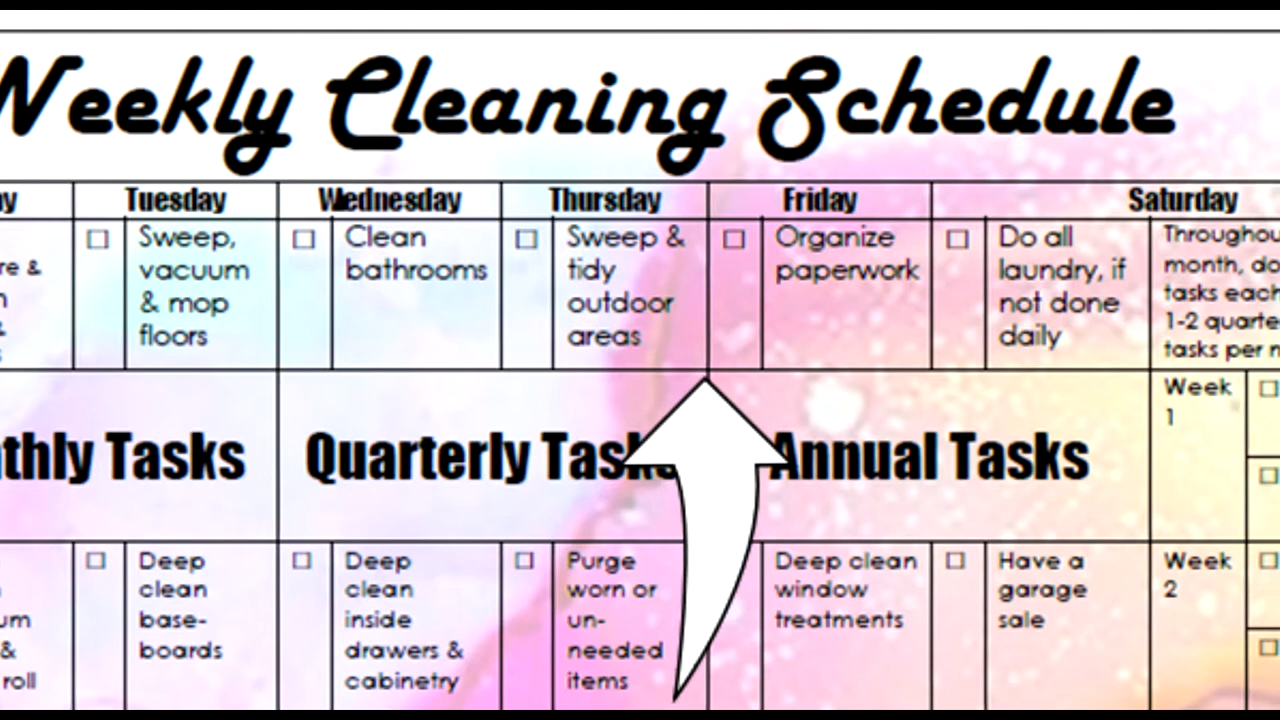 Weekly Cleaning Schedule
Tuesday
Wednesday
Thursday
Friday
Saturday
Sweep,
vacuum
& mop
floors
Clean
bathrooms
Sweep &
tidy
outdoor
areas
Organize
paperwork
Do all
laundry, if
not done
daily
month, do
tasks each
1-2
tasks per
Tasks
Quarterly Tasks
Annual Tasks
Week
1
&
roll
Deep
clean
base-
boards
Deep
clean
inside
drawers &
cabinetry
Purge
worn or
un-
needed
items
Deep clean
window
treatments
Have a
garage
sale
Week
2